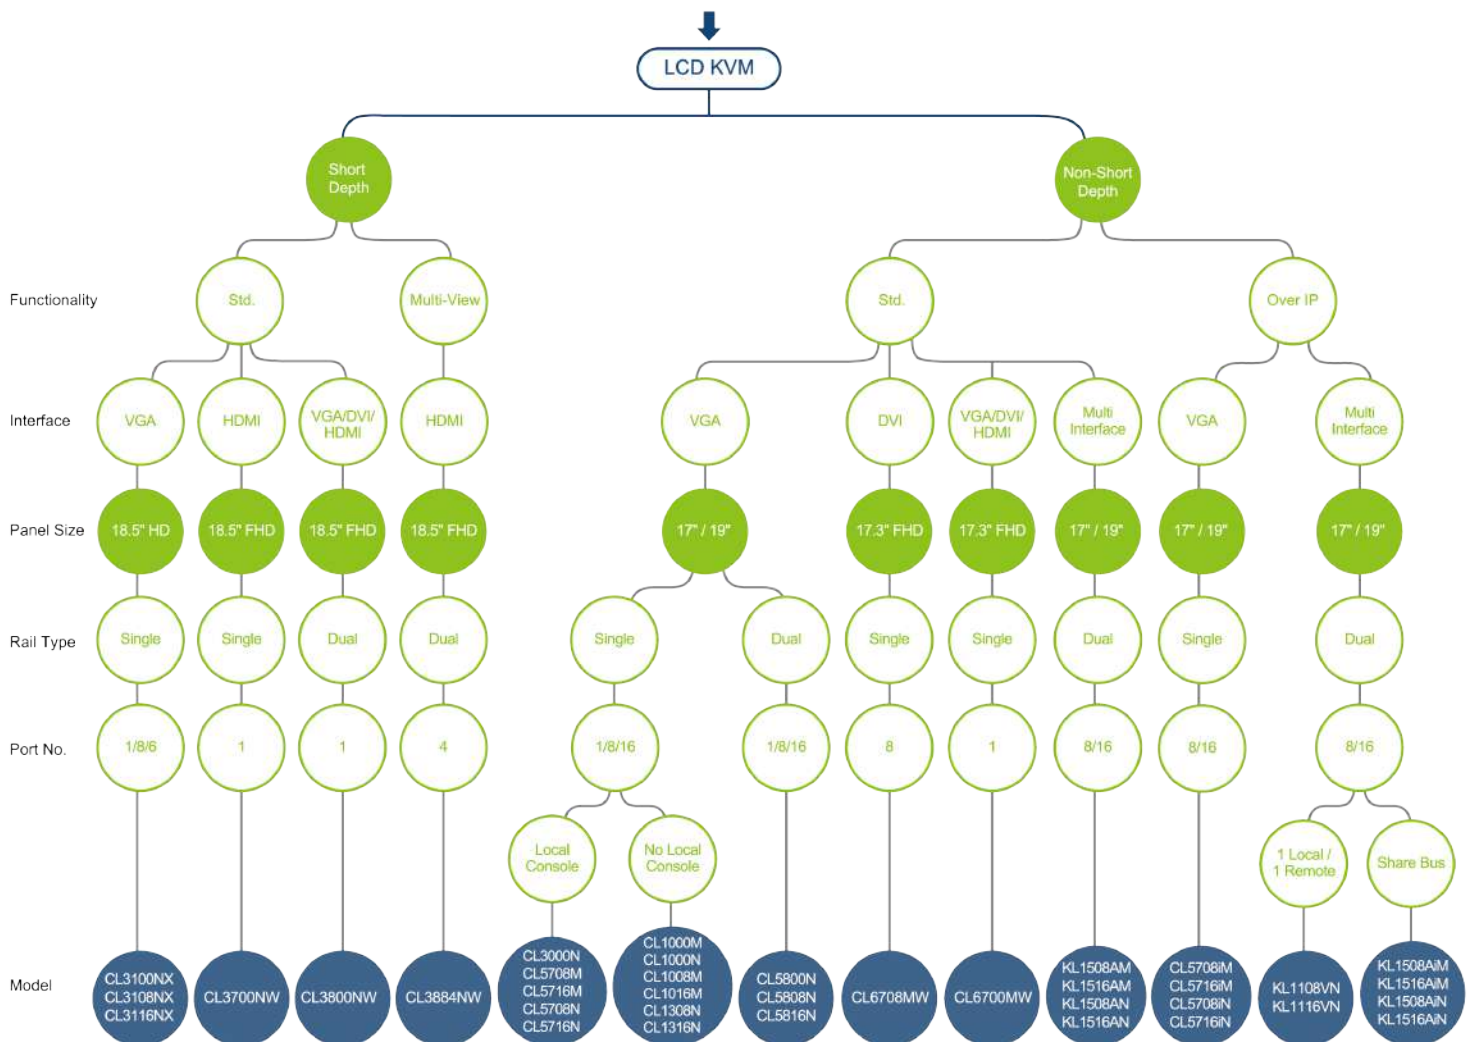 LCD KVM
Short
Depth
Non-Short
Depth
Functionality
Std.
Multi-View
Std.
Over IP
Interface
VGA
HDMI
VGA/DVI/
HDMI
HDMI
VGA
DVI
VGA/DVI/
HDMI
Multi
Interface
VGA
Multi
Interface
Panel Size
18.5" HD
18.5" FHD
18.5" FHD
18.5" FHD
17" / 19"
17.3" FHD
17.3" FHD
17" / 19"
17" / 19"
17" / 19"
Rail Type
Single
Single
Dual
Dual
Single
Dual
Single
Single
Dual
Single
Dual
Port No.
1/8/6
1
1
4
1/8/16
1/8/16
8
1
8/16
8/16
8/16
Local
Console
No Local
Console
1 Local /
1 Remote
Share Bus
Model
CL3100NX
CL3108NX
CL3116NX
CL3700NW
CL3800NW
CL3884NW
CL3000N
CL5708M
CL5716M
CL5708N
CL5716N
CL1000M
CL1000N
CL1008M
CL1016M
CL1308N
CL1316N
CL5800N
CL5808N
CL5816N
CL6708MW
CL6700MW
KL1508AM
KL1516AM
KL1508AN
KL1516AN
CL5708iM
CL5716iM
CL5708iN
CL5716iN
KL1108VN
KL1116VN
KL1508AiM
KL1516AiM
KL1508AiN
KL1516AiN